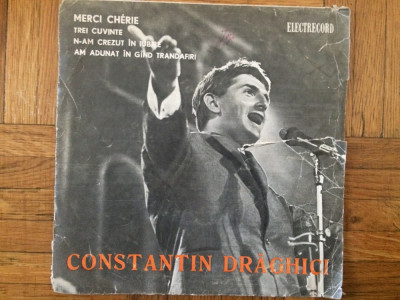 MERCI CHÉRIE
ELECTRECORD
TREI CUVINTE
N-AM CREZUT ÎN IUBIRE
AM ADUNAT ÎN GÎND TRANDAFIRI
CONSTANTIN DRĂGHICI